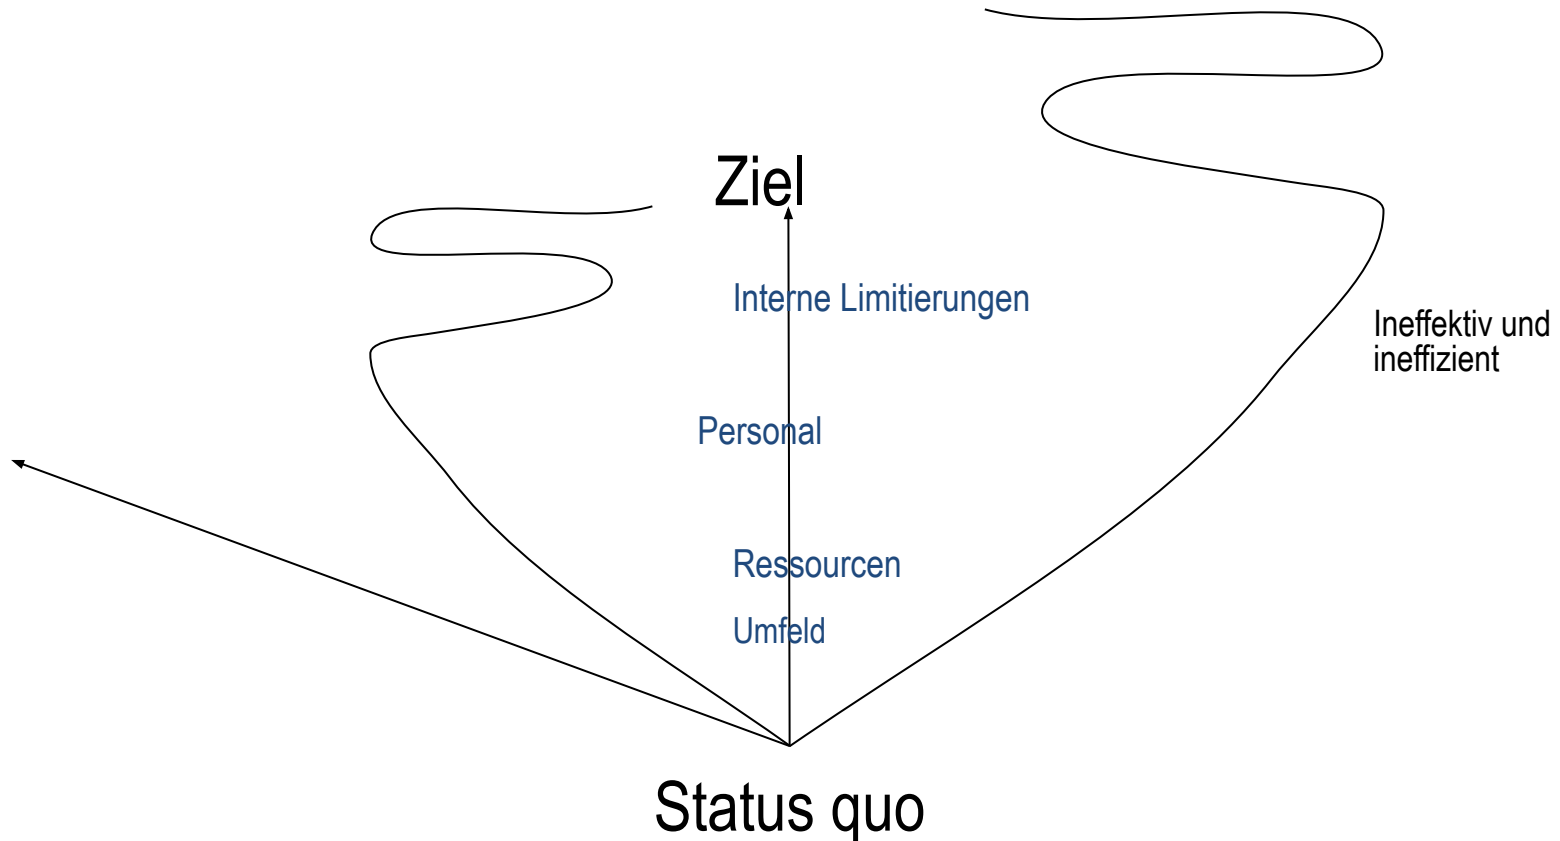 Ziel
Interne Limitierungen
Ineffektiv und
ineffizient
Personal
Ressourcen
Umfeld
Status quo